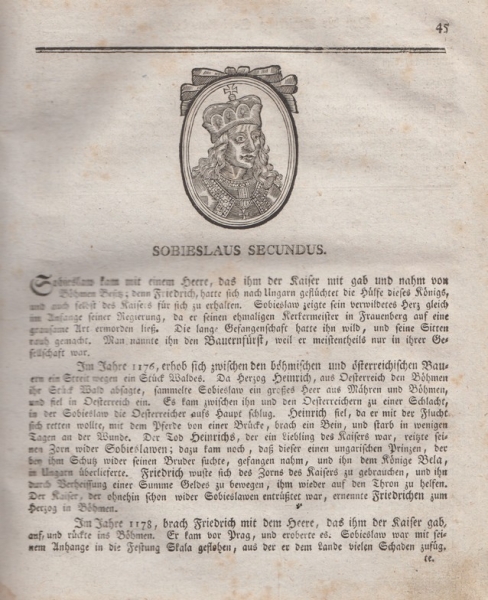 45
SOBIESLAUS SECUNDUS.
Sobieslaw kam mit einem Heere, das ihm der Kaiser mit gab und nahm von
Böhmen Besitz; denn Friedrich, hatte sich nach Ungarn geflüchtet die Hülfe dieses Königs,
und auch selbst des Kaisers für sich zu erhalten. Sobieslaw zeigte sein verwildertes Herz gleich
im Anfange seiner Regierung, da er seinen ehmaligen Kerkermeister in Frauenberg auf eine
grausame Art ermorden ließ. Die lange Gefangenschaft hatte ihn wild, und seine Sitten
rauh gemacht. Man nannte ihn den Bauernfürst, weil er meistentheils nur in ihrer Ge-
sellschaft war.
Im Jahre 1176, erhob sich zwischen den böhmischen und österreichischen Bau-
ern ein Streit wegen ein Stück Waldes. Da Herzog Heinrich, aus Oesterreich den Böhmen
ihr Stück Wald absagte, sammelte Sobieslaw ein großes Heer aus Mähren und Böhmen,
und fiel in Oesterreich ein. Es kam zwischen ihn und den Oesterreichern zu einer Schlacht,
in der Sobieslaw die Oesterreicher aufs Haupt schlug. Heinrich fiel, da er mit der Flucht
sich retten wollte, mit dem Pferde von einer Brücke, brach ein Bein, und starb in wenigen
Tagen an der Wunde. Der Tod Heinrichs, der ein Liebling des Kaisers war, reitzte sei-
nen Zorn wider Sobieslawen; dazu kam noch, daß dieser einen ungarischen Prinzen, der
bey ihm Schutz wider seinen Bruder suchte, gefangen nahm, und ihn dem Könige Bela,
in Ungarn überlieferte. Friedrich wuste sich des Zorns des Kaisers zu gebrauchen, und ihn
durch Verheissung einer Summe Geldes zu bewegen, ihm wieder auf den Thron zu helfen.
Der Kaiser, der ohnehin schon wider Sobieslawen entrüstet war, ernennte Friedrichen zum
Herzog in Böhmen.
Im Jahre 1178, brach Friedrich mit dem Heere, das ihm der Kaiser gab,
auf, und rückte ins Böhmen. Er kam vor Prag, und eroberte es. Sobieslaw war mit sei-
nem Anhange in die Festung Skala geflohen, aus der er dem Lande vielen Schaden zufüg,
te.